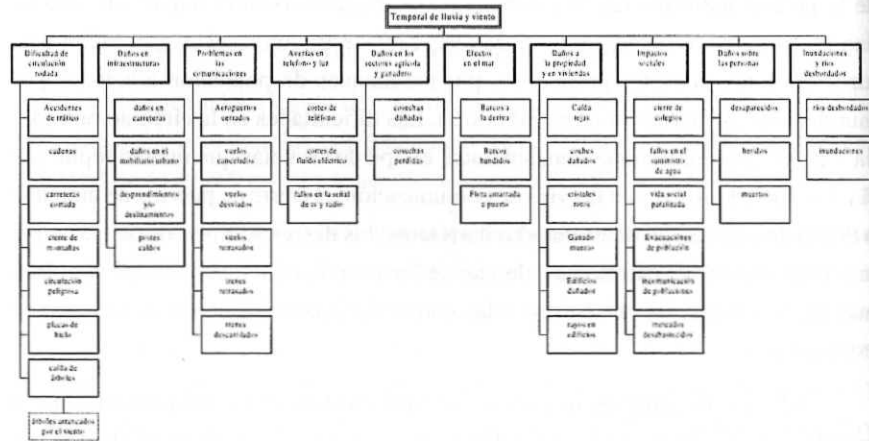 Temporal de lluvia y viento
Dificultad de
circulación
rodada
Daños en
infraestructuras
Problemas en
las
comunicaciones
Averías en
teléfono y luz
Daños en los
sectores agrícola
y ganadero
Efectos
en el mar
Daños a
la propiedad
y en viviendas
Impactos
sociales
Daños sobre
las personas
Inundaciones
y ríos
desbordados
Accidentes
de tráfico
cadenas
carreteras
cortada
cierre de
montañas
circulación
peligrosa
placas de
hielo
caída de
árboles
árboles arrancados
por el viento
daños en
carreteras
daños en el
mobiliario urbano
desprendimientos
y/o
deslizamientos
postes
caídos
Aeropuertos
cerrado
vuelos
cancelados
vuelos
desviados
vuelos
retrasados
trenes
retrasados
trenes
descarrilados
cortes de
teléfono
cortes de
fluido eléctrico
fallos en la señal
de tv y radio
cosechas
dañadas
cosechas
perdidas
Barcos a
la deriva
Barcos
hundidos
Flota amarrada
a puerto
Caída
tejas
coches
dañados
cristales
rotos
Ganado
muerto
Edificios
dañados
rayos en
edificios
cierre de
colegios
fallos en el
suministro
de agua
vida social
paralizada
Evacuaciones
de población
incomunicación
de poblaciones
mercados
desabastecidos
desaparecidos
heridos
muertos
ríos desbordados
inundaciones